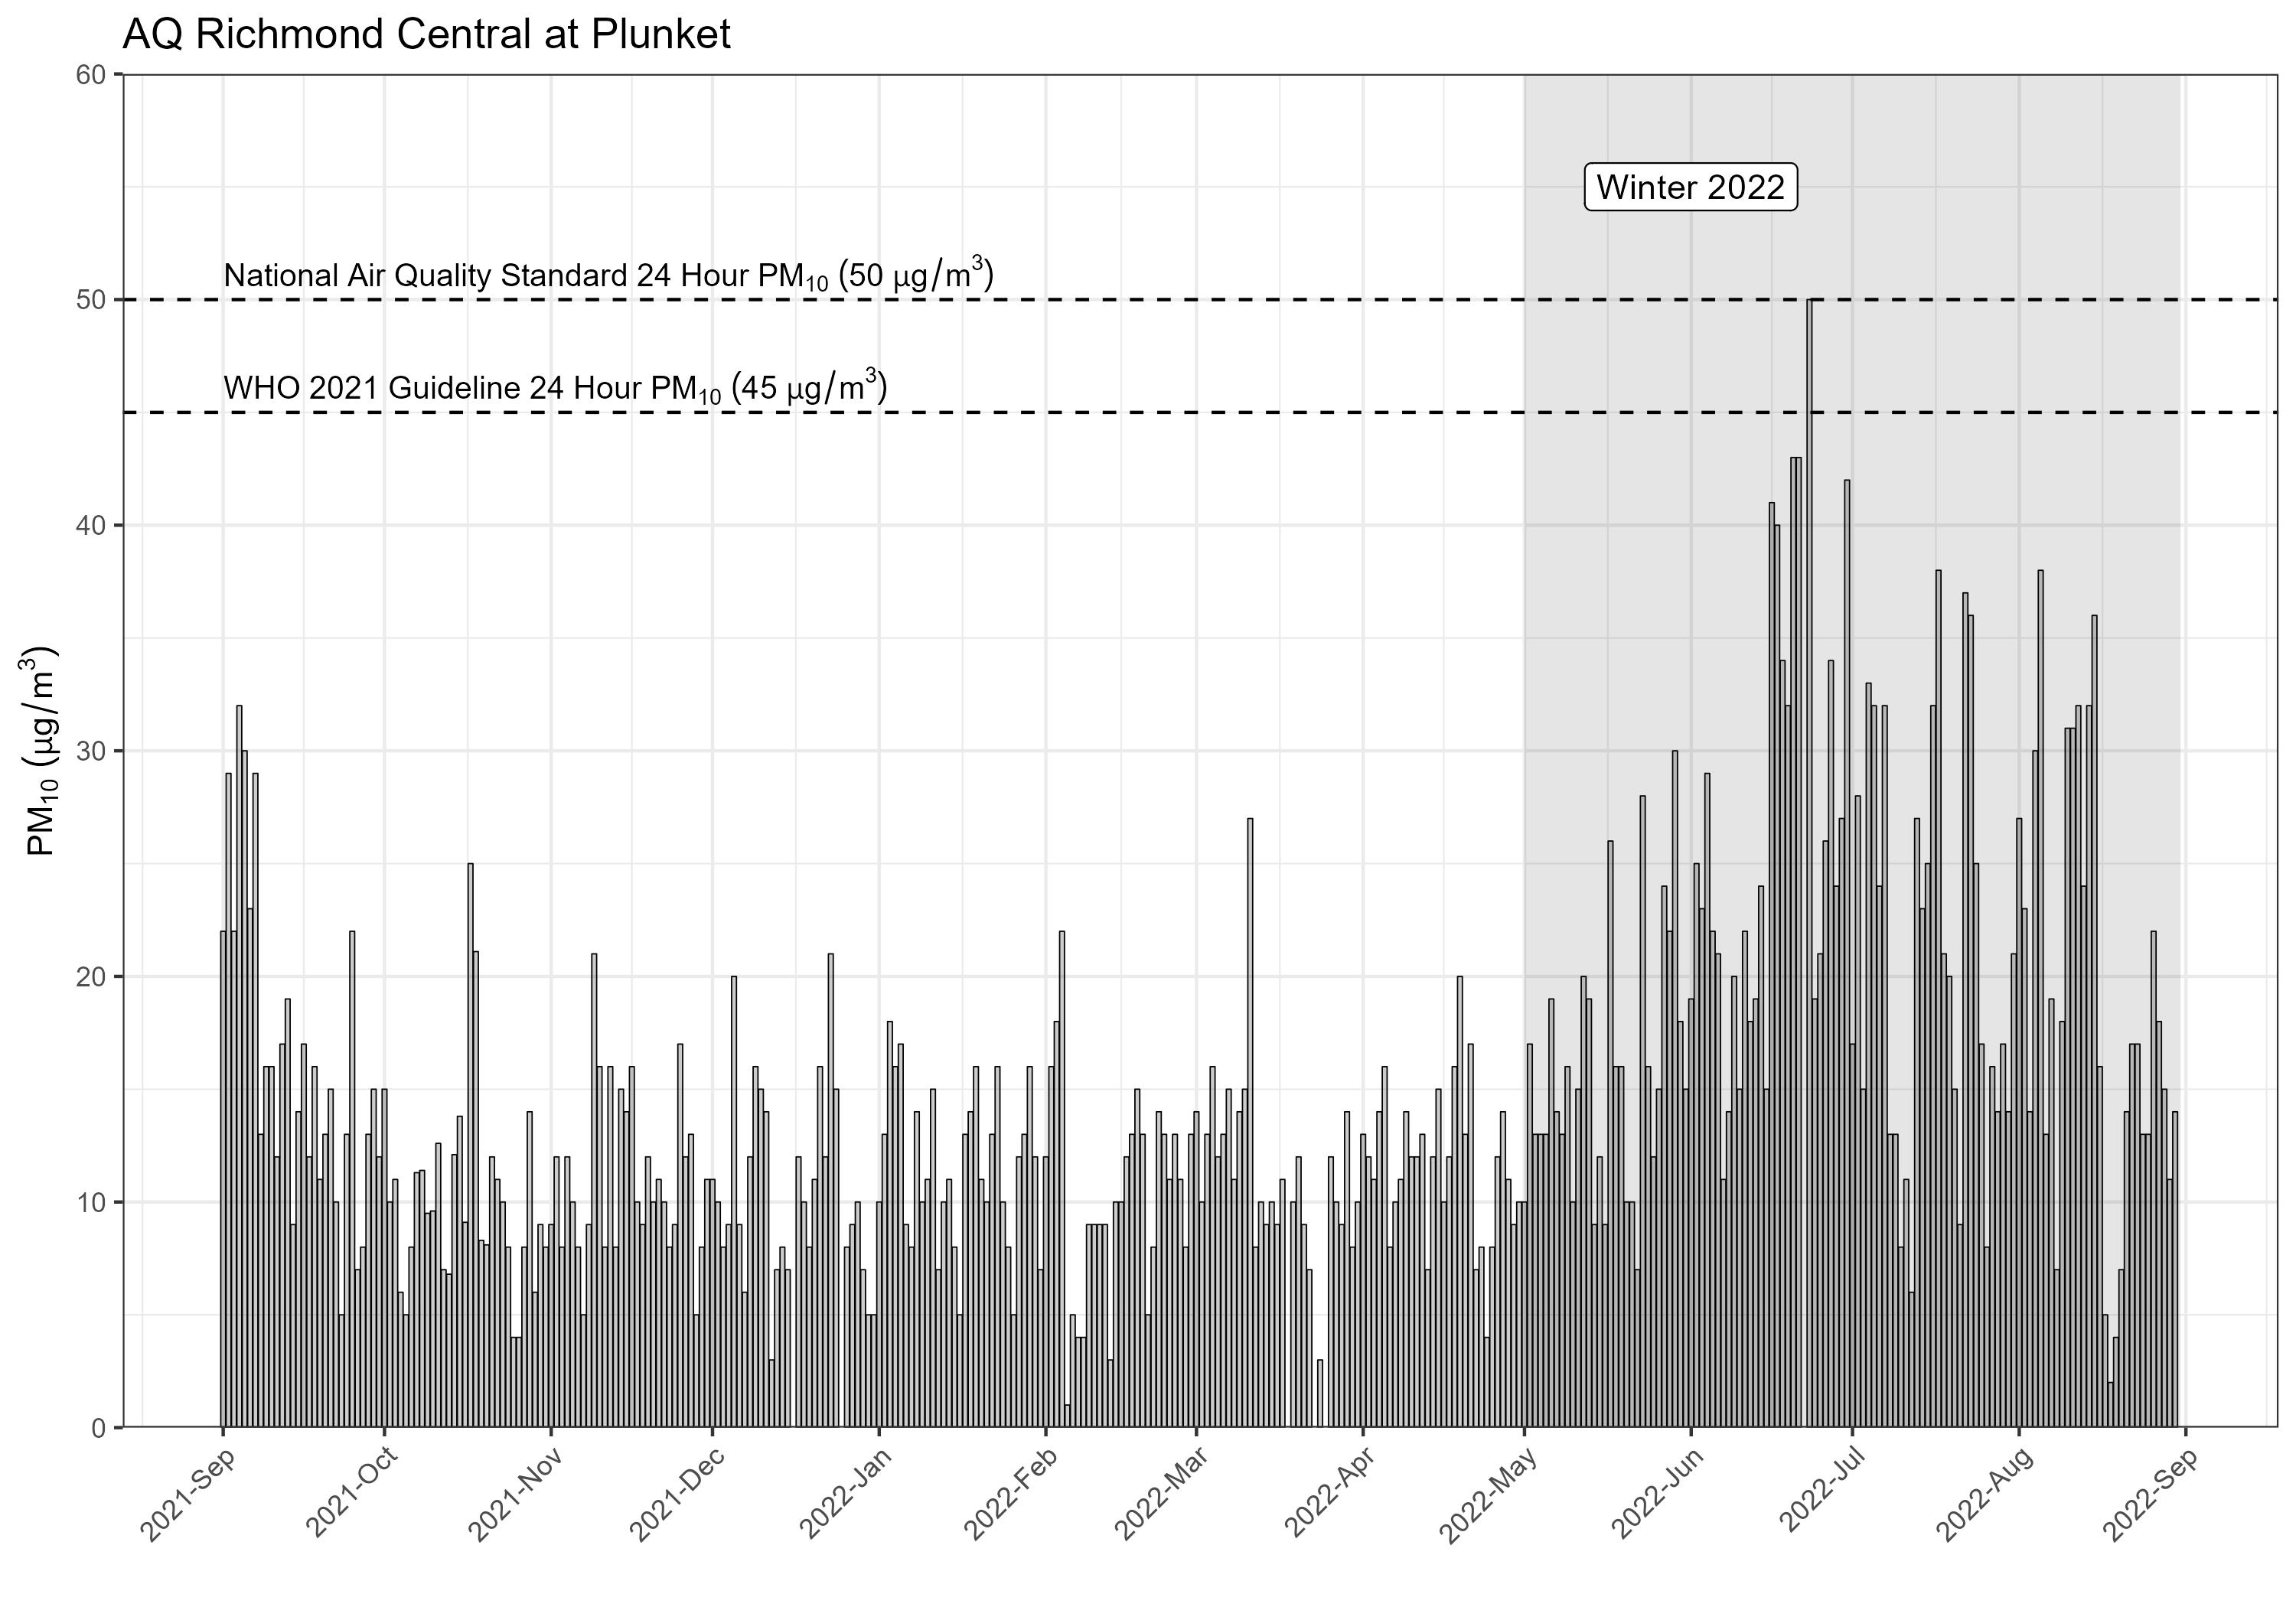 AQ Richmond Central at Plunket
60
Winter 2022
National Air Quality Standard 24 Hour PM₁₀ (50 µg/m³)
50
WHO 2021 Guideline 24 Hour PM₁₀ (45 µg/m³)
40
PM₁₀ (µg/m³)
30
20
10
0
2021-Sep 2021-Oct 2021-Nov 2021-Dec 2022-Jan 2022-Feb 2022-Mar 2022-Apr 2022-May 2022-Jun 2022-Jul 2022-Aug 2022-Sep